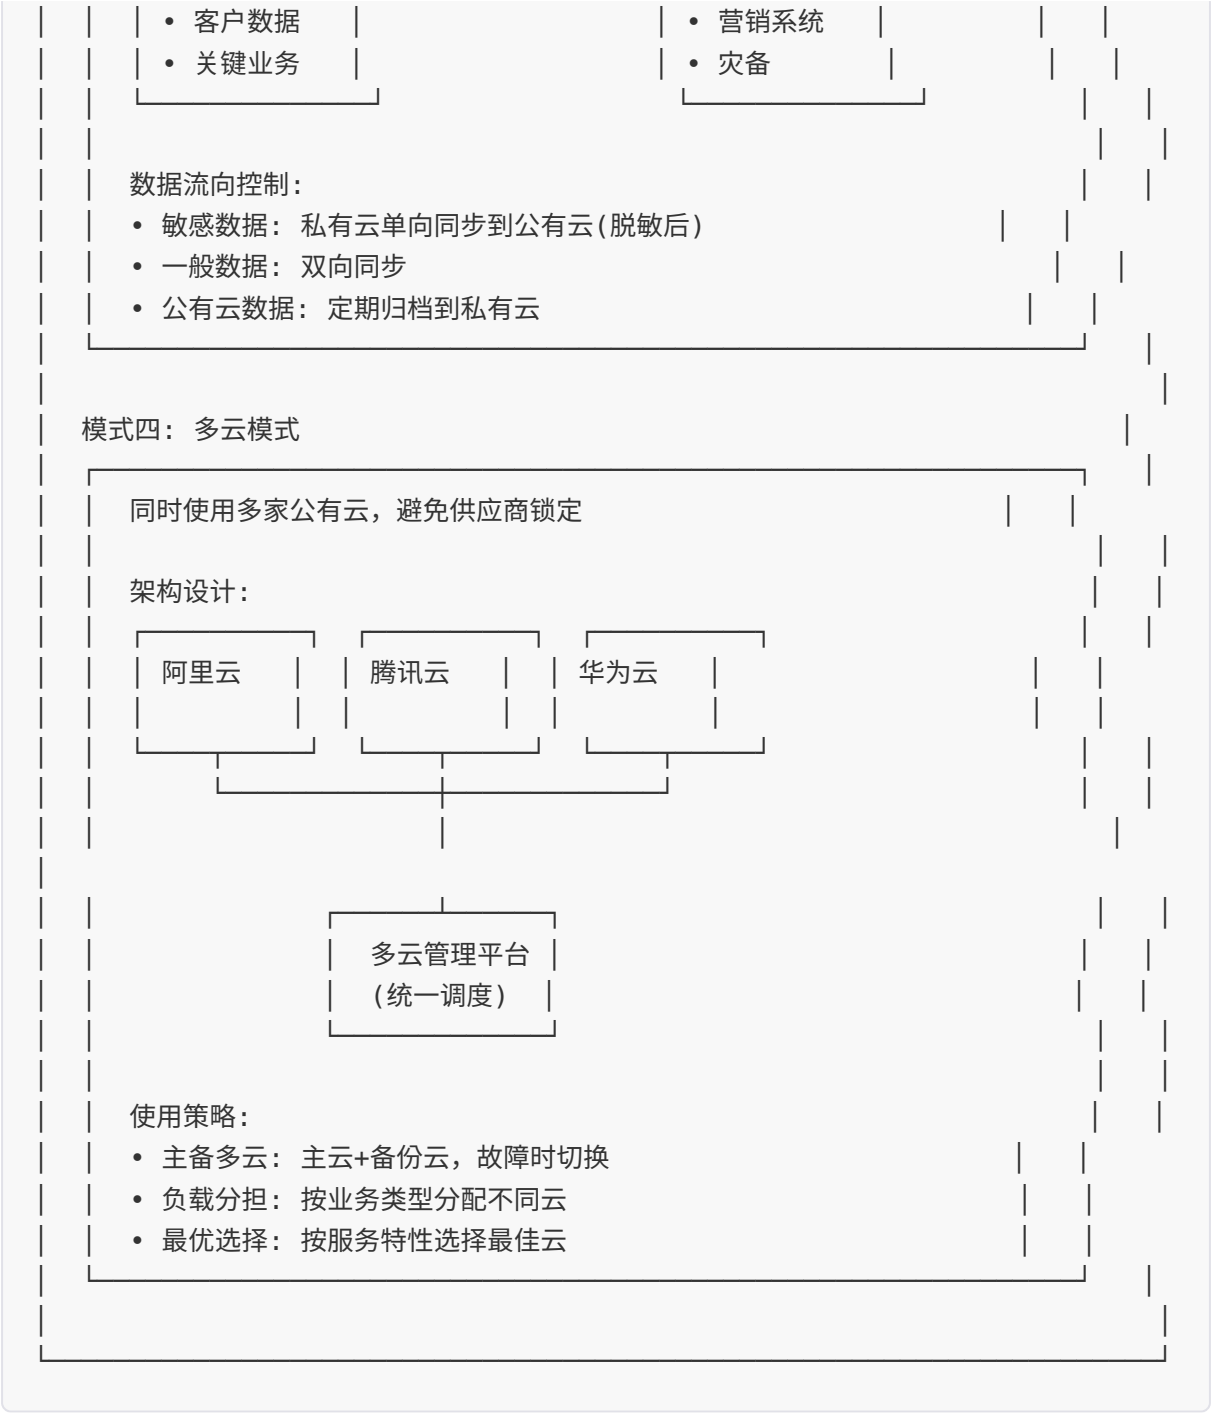 • 客户数据 • 营销系统
• 关键业务 • 灾备
数据流向控制:
• 敏感数据: 私有云单向同步到公有云(脱敏后)
• 一般数据: 双向同步
• 公有云数据: 定期归档到私有云
模式四: 多云模式
同时使用多家公有云，避免供应商锁定
架构设计:
阿里云 腾讯云 华为云
多云管理平台
(统一调度)
使用策略:
• 主备多云: 主云+备份云，故障时切换
• 负载分担: 按业务类型分配不同云
• 最优选择: 按服务特性选择最佳云